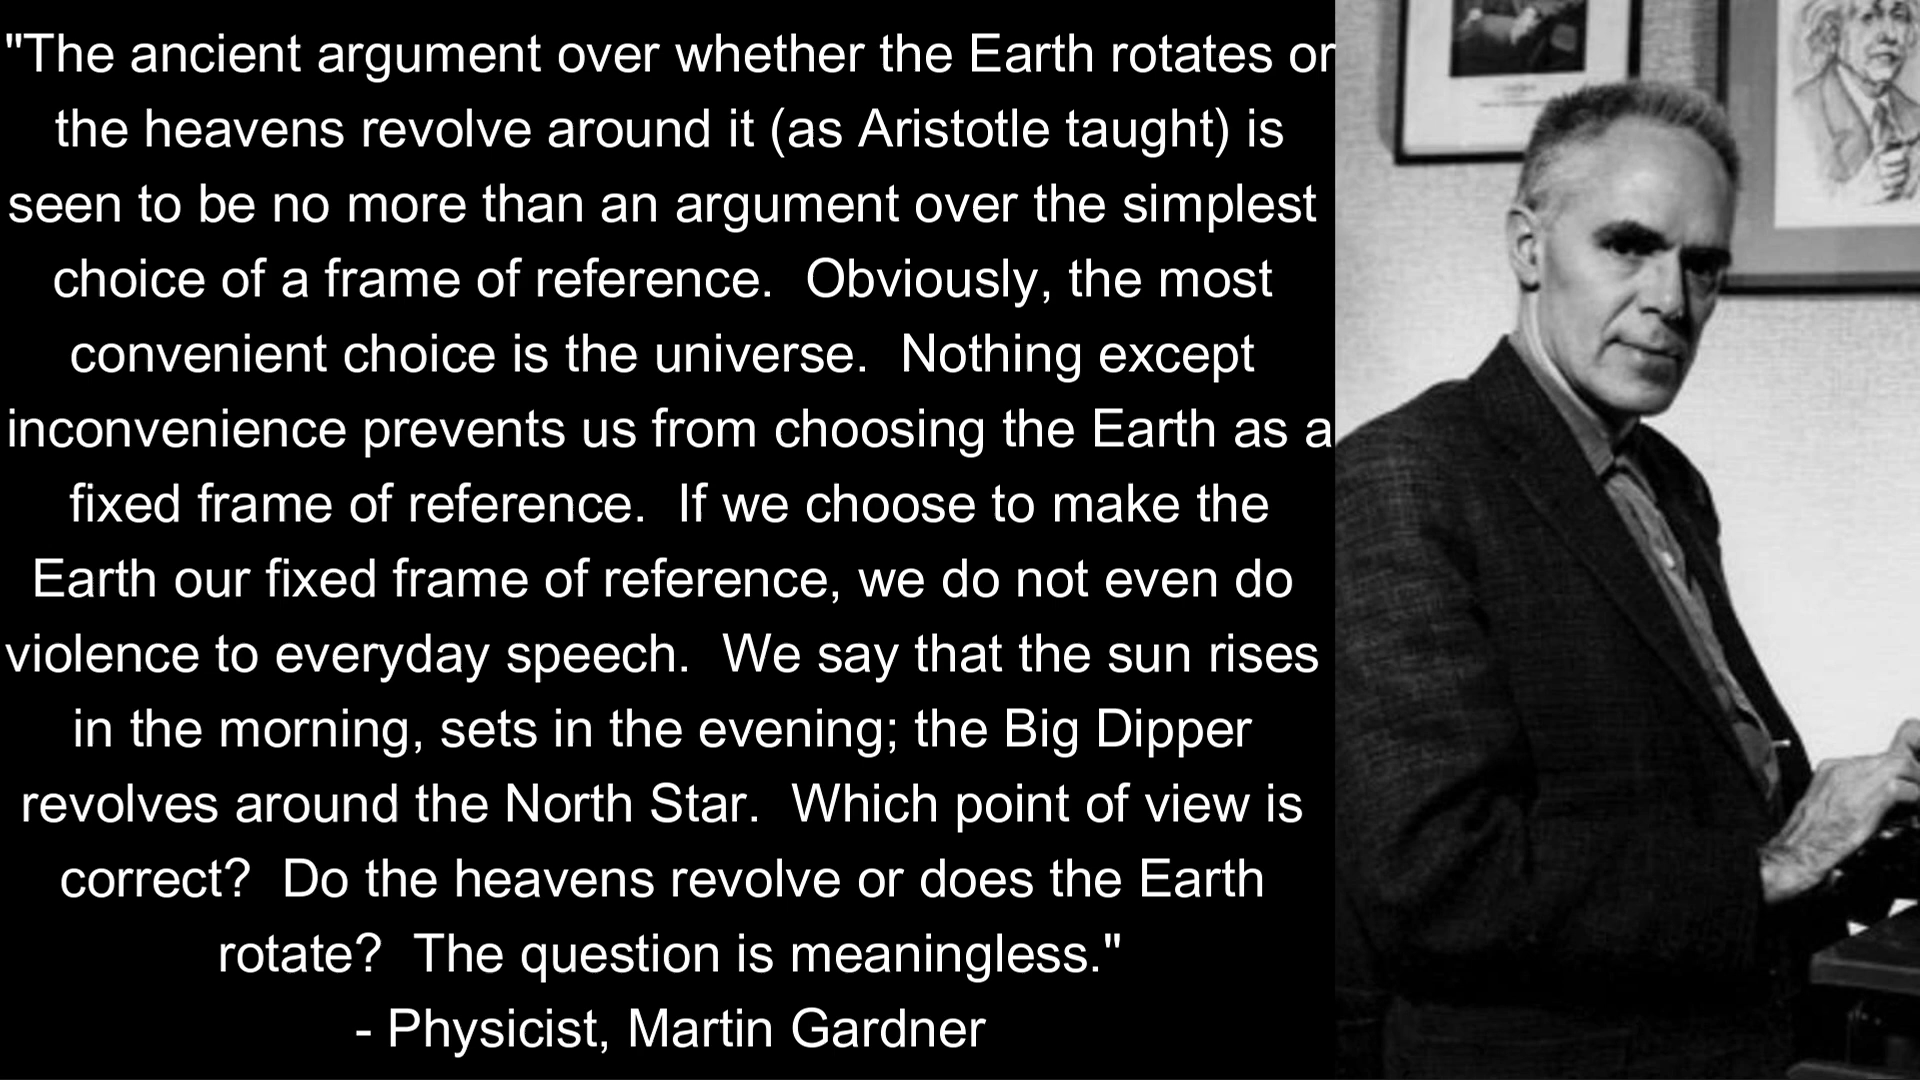 "The ancient argument over whether the Earth rotates or
the heavens revolve around it (as Aristotle taught) is
seen to be no more than an argument over the simplest
choice of a frame of reference.  Obviously, the most
convenient choice is the universe.  Nothing except
inconvenience prevents us from choosing the Earth as a
fixed frame of reference.  If we choose to make the
Earth our fixed frame of reference, we do not even do
violence to everyday speech.  We say that the sun rises
in the morning, sets in the evening; the Big Dipper
revolves around the North Star.  Which point of view is
correct?  Do the heavens revolve or does the Earth
rotate?  The question is meaningless."
- Physicist, Martin Gardner